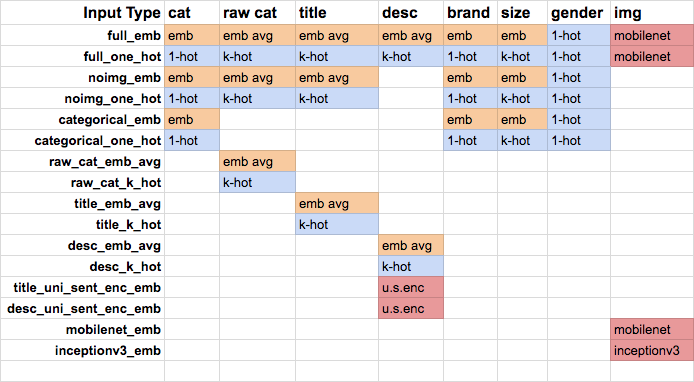 Input Type cat raw cat title desc brand size gender img
full_emb emb emb avg emb avg emb avg emb emb 1-hot mobilenet
full_one_hot 1-hot k-hot k-hot k-hot 1-hot k-hot 1-hot mobilenet
noimg_emb emb emb avg emb avg emb emb 1-hot
noimg_one_hot 1-hot k-hot k-hot 1-hot k-hot 1-hot
categorical_emb emb emb emb 1-hot
categorical_one_hot 1-hot 1-hot k-hot 1-hot
raw_cat_emb_avg emb avg
raw_cat_k_hot k-hot
title_emb_avg emb avg
title_k_hot k-hot
desc_emb_avg emb avg
desc_k_hot k-hot
title_uni_sent_enc_emb u.s.enc
desc_uni_sent_enc_emb u.s.enc
mobilenet_emb mobilenet
inceptionv3_emb inceptionv3